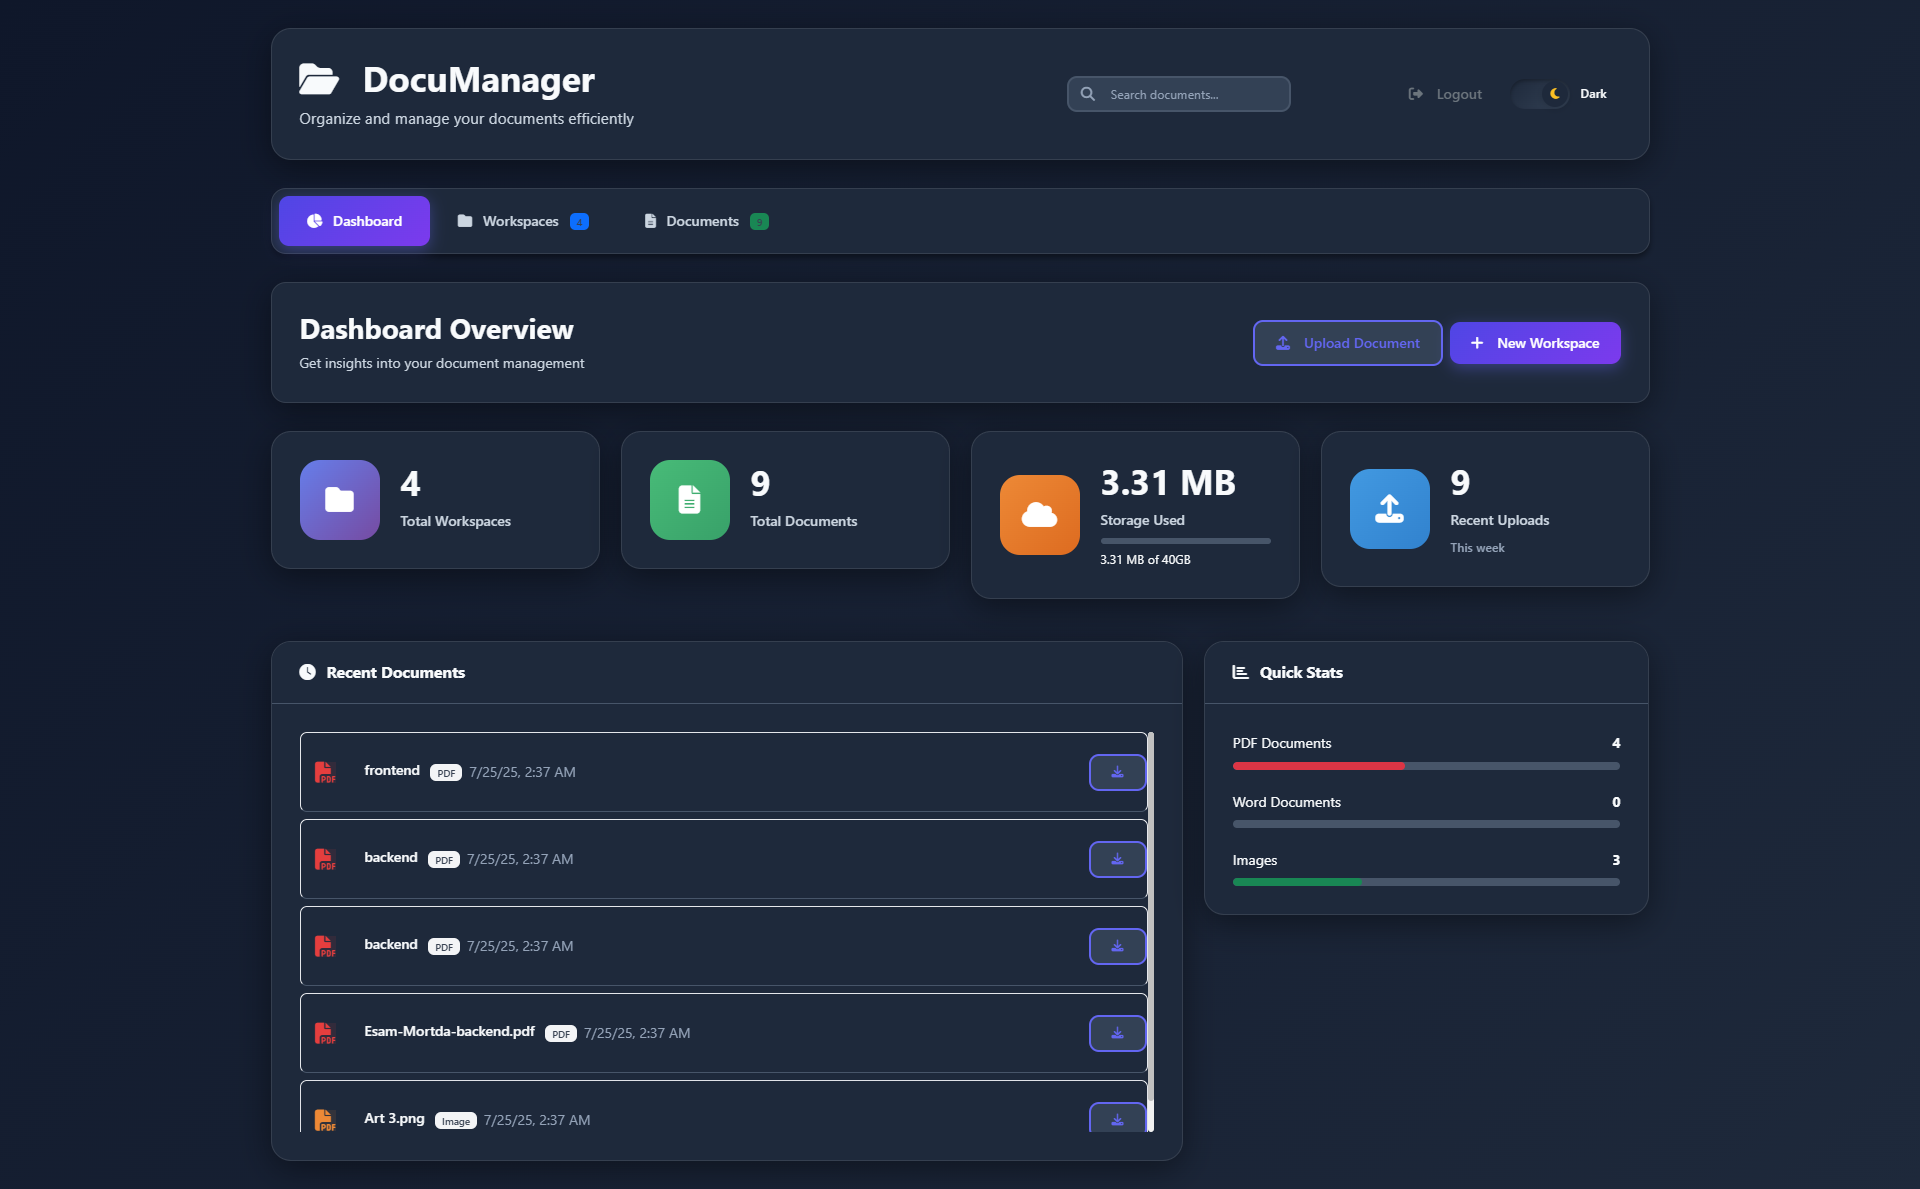 DocuManager
Organize and manage your documents efficiently
Search documents...
Logout
Dark
Dashboard
Workspaces 4
Documents 9
Dashboard Overview
Get insights into your document management
Upload Document
New Workspace
4
Total Workspaces
9
Total Documents
3.31 MB
Storage Used
3.31 MB of 40GB
9
Recent Uploads
This week
Recent Documents
PDF frontend PDF 7/25/25, 2:37 AM
PDF backend PDF 7/25/25, 2:37 AM
PDF backend PDF 7/25/25, 2:37 AM
PDF Esam-Mortda-backend.pdf PDF 7/25/25, 2:37 AM
PDF Art 3.png Image 7/25/25, 2:37 AM
Quick Stats
PDF Documents 4
Word Documents 0
Images 3